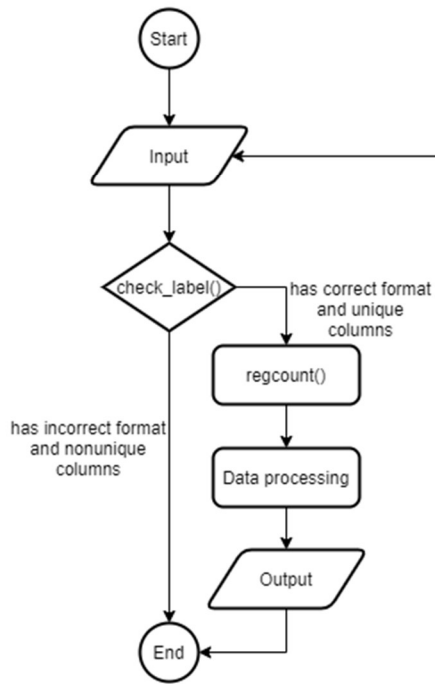 Start
Input
check_label()
has correct format
and unique
columns
regcount()
has incorrect format
and nonunique
columns
Data processing
Output
End